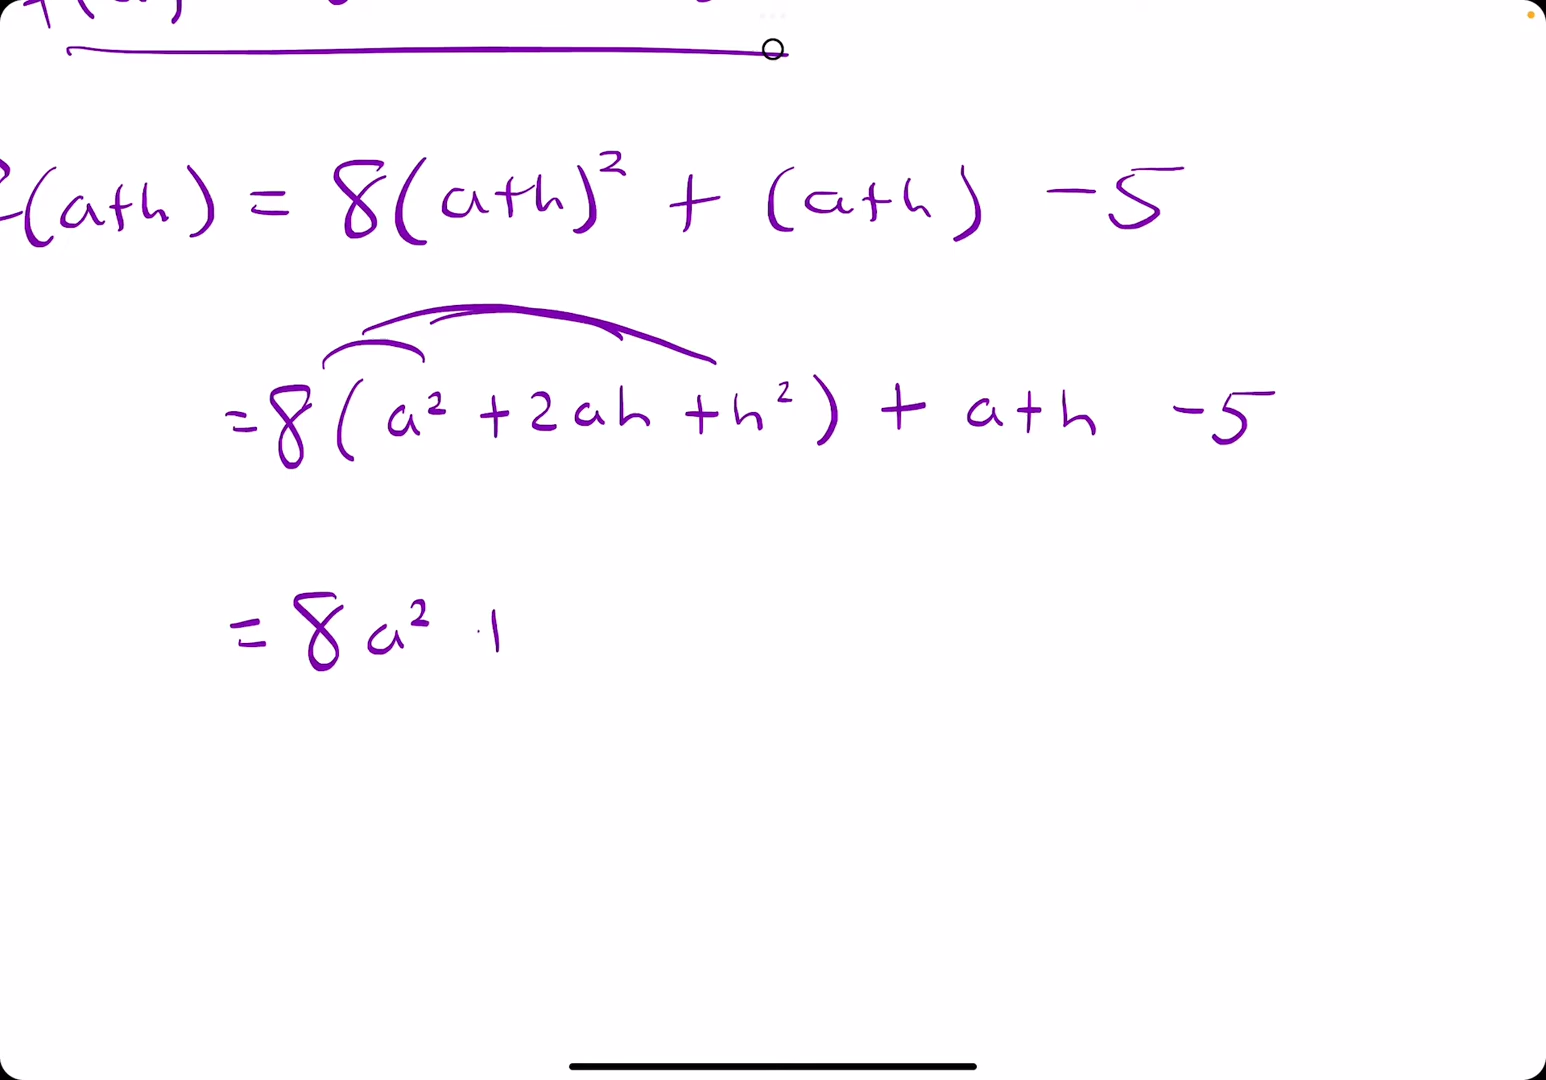 (a+h) = 8(a+h)² + (a+h) -5
=8(a² +2ah +h²) + a+h -5
= 8a² +